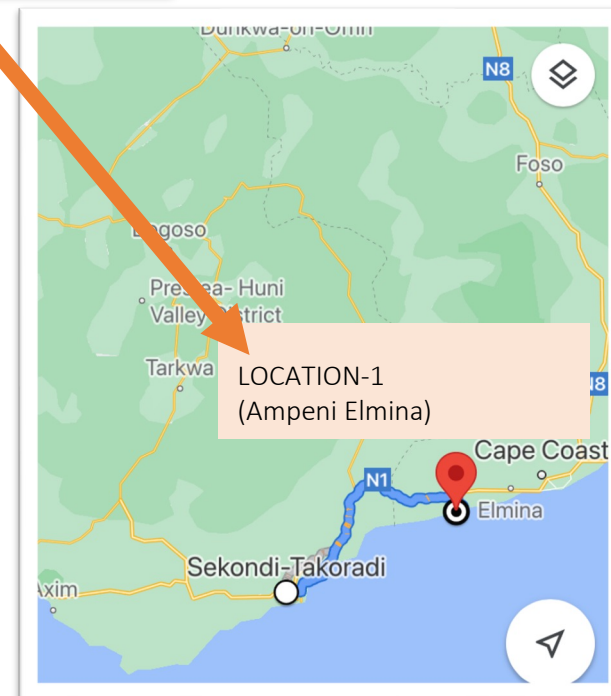 Dunkwa-on-Offin
N8
Foso
Bogoso
Prestea- Huni
Valley District
LOCATION-1
(Ampeni Elmina)
Tarkwa
N8
Cape Coast
N1
Elmina
Sekondi-Takoradi
Axim